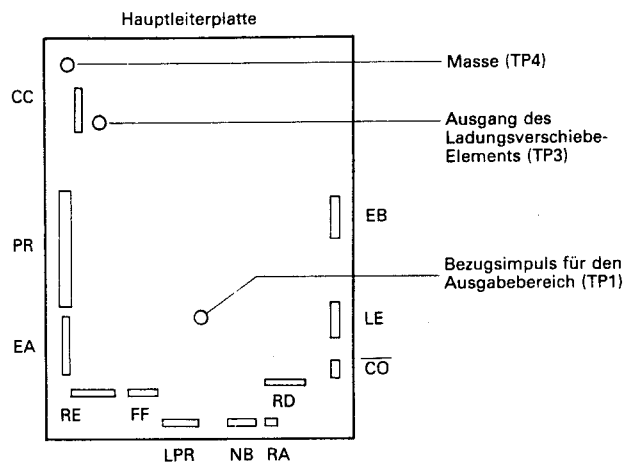 Hauptleiterplatte
Masse (TP4)
CC
Ausgang des
Ladungsverschiebe-
Elements (TP3)
EB
PR
Bezugsimpuls für den
Ausgabebereich (TP1)
LE
EA
C̅O̅
RD
RE FF
LPR NB RA